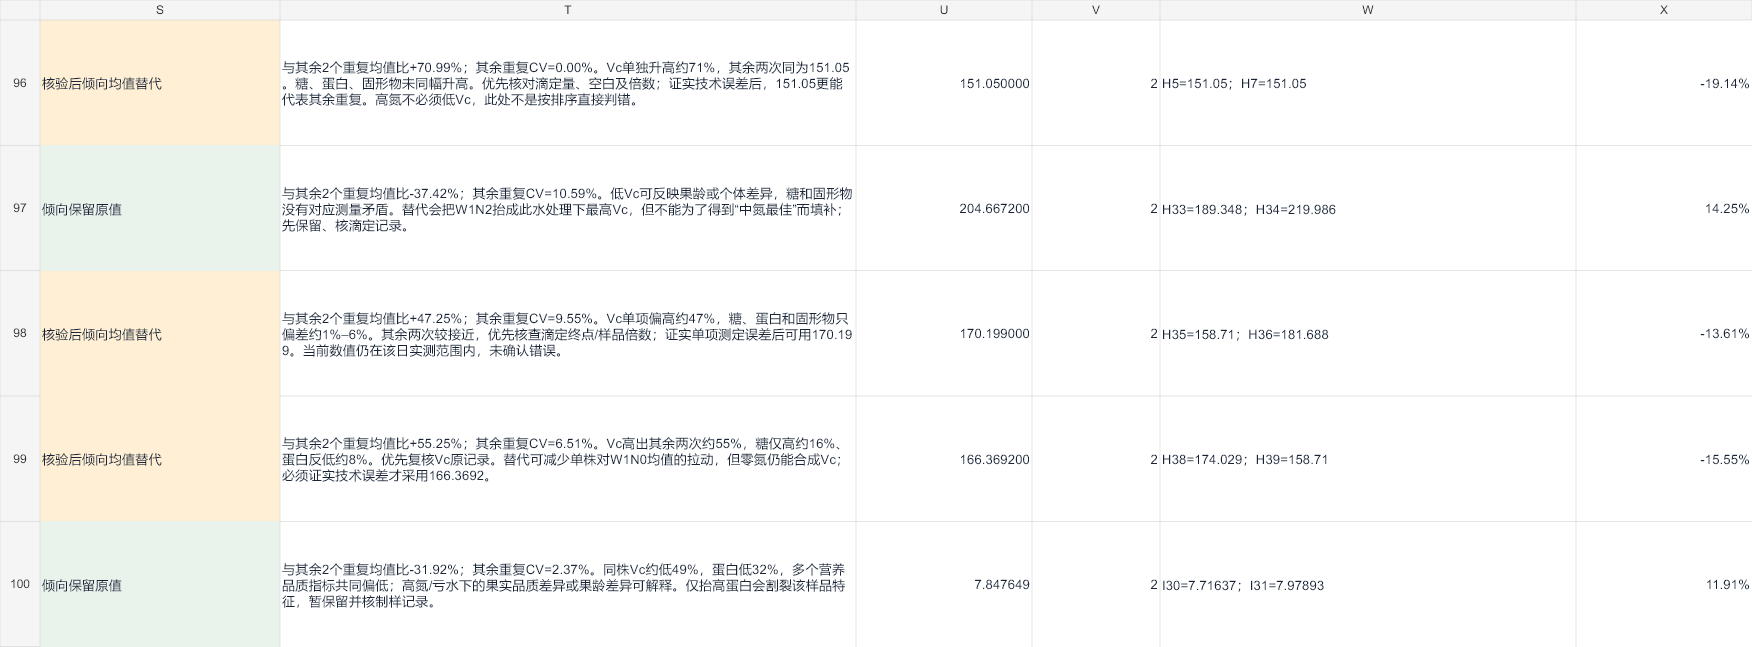 S T U V W X
96 核验后倾向均值替代
与其余2个重复均值比+70.99%；其余重复CV=0.00%。Vc单独升高约71%，其余两次同为151.05
。糖、蛋白、固形物未同幅升高。优先核对滴定量、空白及倍数；证实技术误差后，151.05更能
代表其余重复。高氮不必须低Vc，此处不是按排序直接判错。
151.050000 2 H5=151.05；H7=151.05 -19.14%
97 倾向保留原值
与其余2个重复均值比-37.42%；其余重复CV=10.59%。低Vc可反映果龄或个体差异，糖和固形物
没有对应测量矛盾。替代会把W1N2抬成此水处理下最高Vc，但不能为了得到“中氮最佳”而填补；
先保留、核滴定记录。
204.667200 2 H33=189.348；H34=219.986 14.25%
98 核验后倾向均值替代
与其余2个重复均值比+47.25%；其余重复CV=9.55%。Vc单项偏高约47%，糖、蛋白和固形物只
偏差约1%–6%。其余两次较接近，优先核查滴定终点/样品倍数；证实单项测定误差后可用170.19
9。当前数值仍在该日实测范围内，未确认错误。
170.199000 2 H35=158.71；H36=181.688 -13.61%
99 核验后倾向均值替代
与其余2个重复均值比+55.25%；其余重复CV=6.51%。Vc高出其余两次约55%，糖仅高约16%、
蛋白反低约8%。优先复核Vc原记录。替代可减少单株对W1N0均值的拉动，但零氮仍能合成Vc；
必须证实技术误差才采用166.3692。
166.369200 2 H38=174.029；H39=158.71 -15.55%
100 倾向保留原值
与其余2个重复均值比-31.92%；其余重复CV=2.37%。同株Vc约低49%，蛋白低32%，多个营养
品质指标共同偏低；高氮/亏水下的果实品质差异或果龄差异可解释。仅抬高蛋白会割裂该样品特
征，暂保留并核制样记录。
7.847649 2 I30=7.71637；I31=7.97893 11.91%